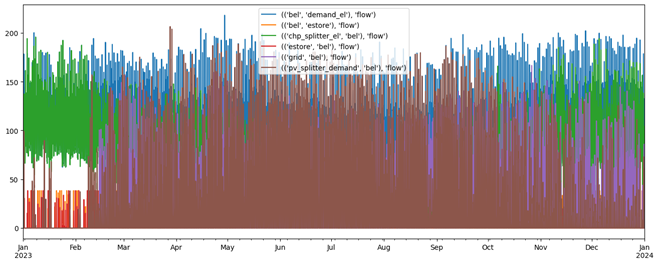 (('bel', 'demand_el'), 'flow')
(('bel', 'estore'), 'flow')
(('chp_splitter_el', 'bel'), 'flow')
(('estore', 'bel'), 'flow')
(('grid', 'bel'), 'flow')
(('pv_splitter_demand', 'bel'), 'flow')
200
150
100
50
0
Jan Feb Mar Apr May Jun Jul Aug Sep Oct Nov Dec Jan
2023 2024